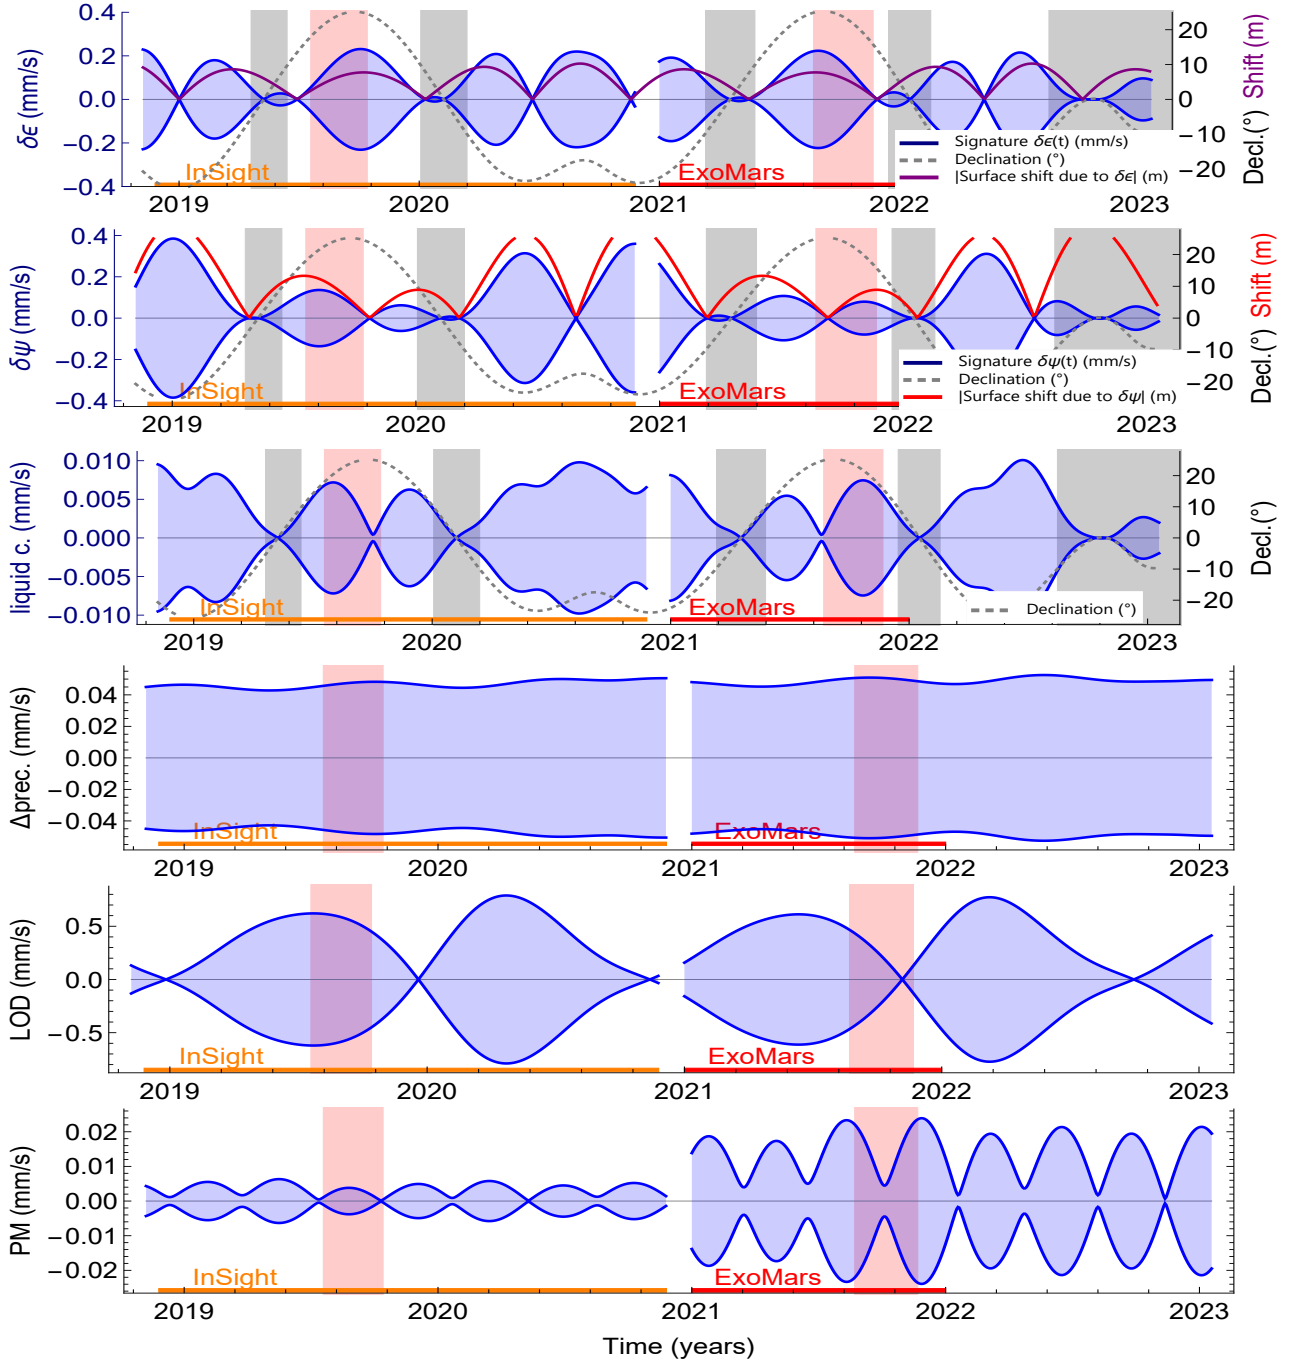 δϵ (mm/s)
0.4
0.2
0.0
−0.2
−0.4
InSight
ExoMars
Signature δϵ(t) (mm/s)
Declination (°)
|Surface shift due to δϵ| (m)
20
10
0
−10
−20
Decl.(°) Shift (m)
2019 2020 2021 2022 2023
δψ (mm/s)
0.4
0.2
0.0
−0.2
−0.4
InSight
ExoMars
Signature δψ(t) (mm/s)
Declination (°)
|Surface shift due to δψ| (m)
20
10
0
−10
−20
Decl.(°) Shift (m)
2019 2020 2021 2022 2023
liquid c. (mm/s)
0.010
0.005
0.000
−0.005
−0.010
InSight
ExoMars
Declination (°)
20
10
0
−10
−20
Decl.(°)
2019 2020 2021 2022 2023
Δprec. (mm/s)
0.04
0.02
0.00
−0.02
−0.04
InSight
ExoMars
2019 2020 2021 2022 2023
LOD (mm/s)
0.5
0.0
−0.5
InSight
ExoMars
2019 2020 2021 2022 2023
PM (mm/s)
0.02
0.01
0.00
−0.01
−0.02
InSight
ExoMars
2019 2020 2021 2022 2023
Time (years)